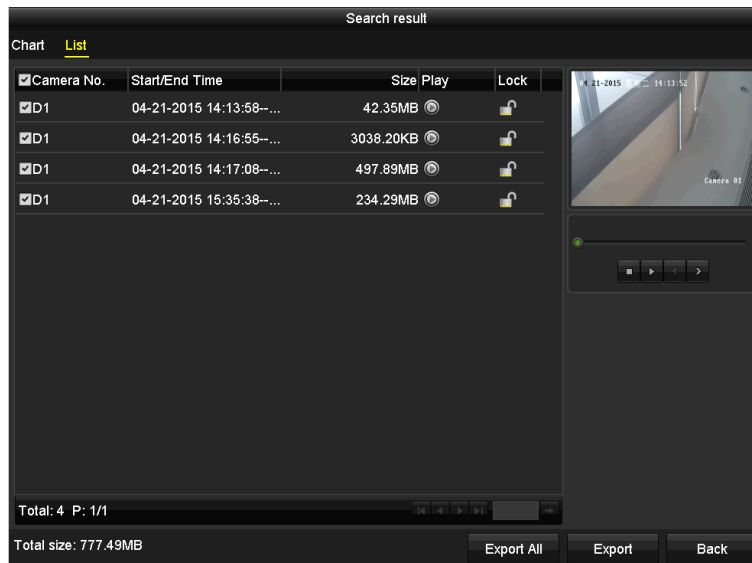 Search result
Chart List
Camera No. Start/End Time Size Play Lock
D1 04-21-2015 14:13:58--... 42.35MB
D1 04-21-2015 14:16:55--... 3038.20KB
D1 04-21-2015 14:17:08--... 497.89MB
D1 04-21-2015 15:35:38--... 234.29MB
04-21-2015 星期二 14:13:52
Camera 01
Total: 4 P: 1/1
Total size: 777.49MB
Export All Export Back